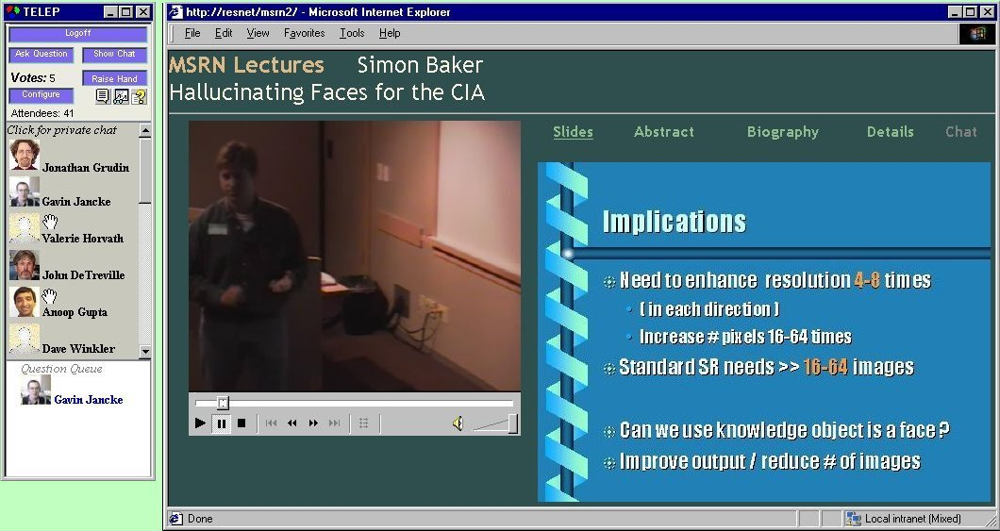 TELEP
Logoff
Ask Question Show Chat
Votes: 5 Raise Hand
Configure
Attendees: 41
Click for private chat
Jonathan Grudin
Gavin Jancke
Valerie Horvath
John DeTreville
Anoop Gupta
Dave Winkler
Question Queue
Gavin Jancke
http://resnet/msrn2/ - Microsoft Internet Explorer
File Edit View Favorites Tools Help
MSRN Lectures Simon Baker
Hallucinating Faces for the CIA
Slides Abstract Biography Details Chat
Implications
Need to enhance resolution 4-8 times
• ( in each direction )
• Increase # pixels 16-64 times
Standard SR needs >> 16-64 images
Can we use knowledge object is a face ?
Improve output / reduce # of images
Done
Local intranet (Mixed)